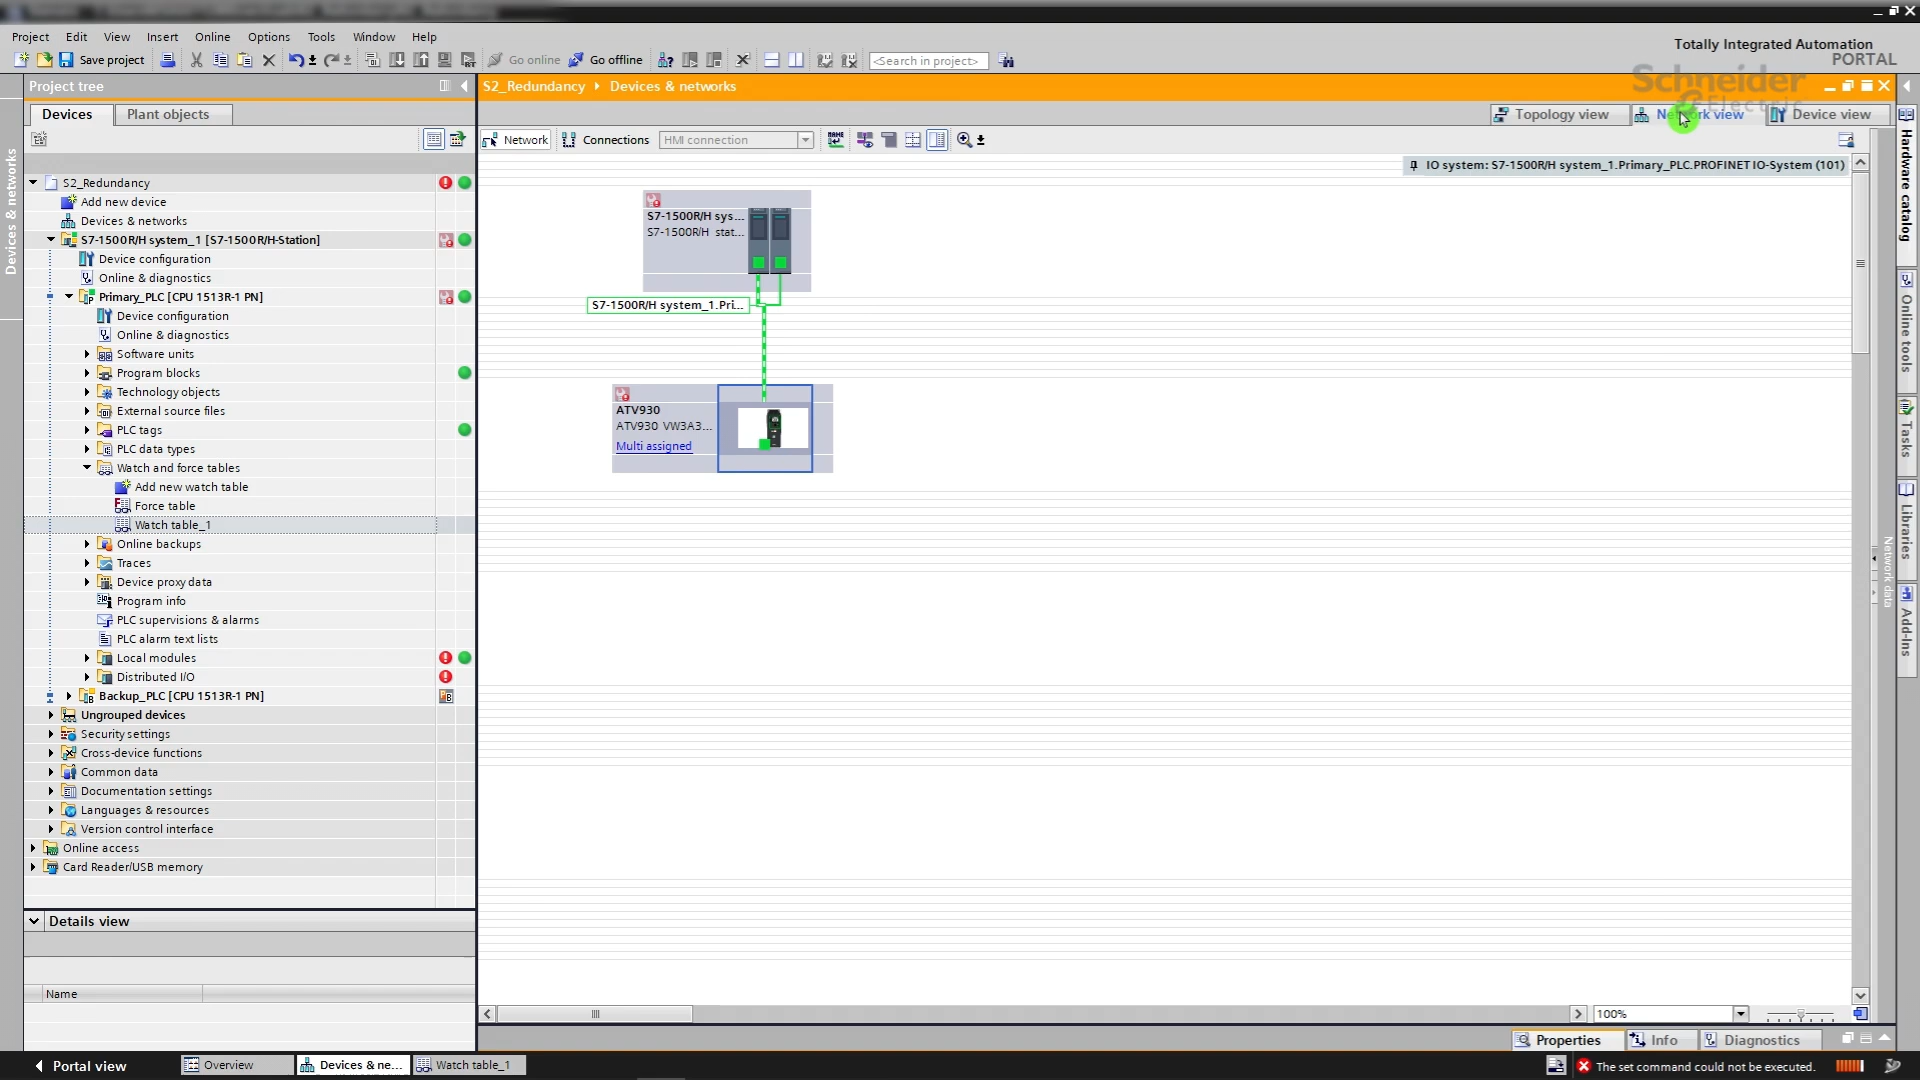 Project Edit View Insert Online Options Tools Window Help
Totally Integrated Automation
PORTAL
Save project
Go online
Go offline
<Search in project>
Schneider
Electric
Project tree
S2_Redundancy
Devices & networks
Devices
Plant objects
Topology view
Network view
Device view
Network
Connections
HMI connection
S2_Redundancy
Add new device
Devices & networks
S7-1500R/H system_1 [S7-1500R/H-Station]
Device configuration
Online & diagnostics
Primary_PLC [CPU 1513R-1 PN]
Device configuration
Online & diagnostics
Software units
Program blocks
Technology objects
External source files
PLC tags
PLC data types
Watch and force tables
Add new watch table
Force table
Watch table_1
Online backups
Traces
Device proxy data
Program info
PLC supervisions & alarms
PLC alarm text lists
Local modules
Distributed I/O
Backup_PLC [CPU 1513R-1 PN]
Ungrouped devices
Security settings
Cross-device functions
Common data
Documentation settings
Languages & resources
Version control interface
Online access
Card Reader/USB memory
Details view
Name
Devices & networks
IO system: S7-1500R/H system_1.Primary_PLC.PROFINET IO-System (101)
S7-1500R/H sys...
S7-1500R/H stat...
S7-1500R/H system_1.Pri...
ATV930
ATV930 VW3A3...
Multi assigned
100%
Network data
Hardware catalog
Online tools
Tasks
Libraries
Add-Ins
Properties
Info
Diagnostics
Portal view
Overview
Devices & ne...
Watch table_1
The set command could not be executed.